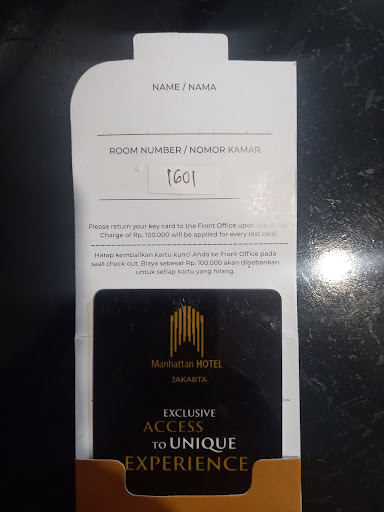 NAME / NAMA
ROOM NUMBER / NOMOR KAMAR
1601
Please return your key card to the Front Office upon
Charge of Rp. 100.000 will be applied for every lost card.
Harap kembalikan kartu kunci Anda ke Front Office pada
saat check out. Biaya sebesar Rp. 100.000 akan dibebankan
untuk setiap kartu yang hilang.
Manhattan HOTEL
JAKARTA
EXCLUSIVE
ACCESS
TO UNIQUE
EXPERIENCE